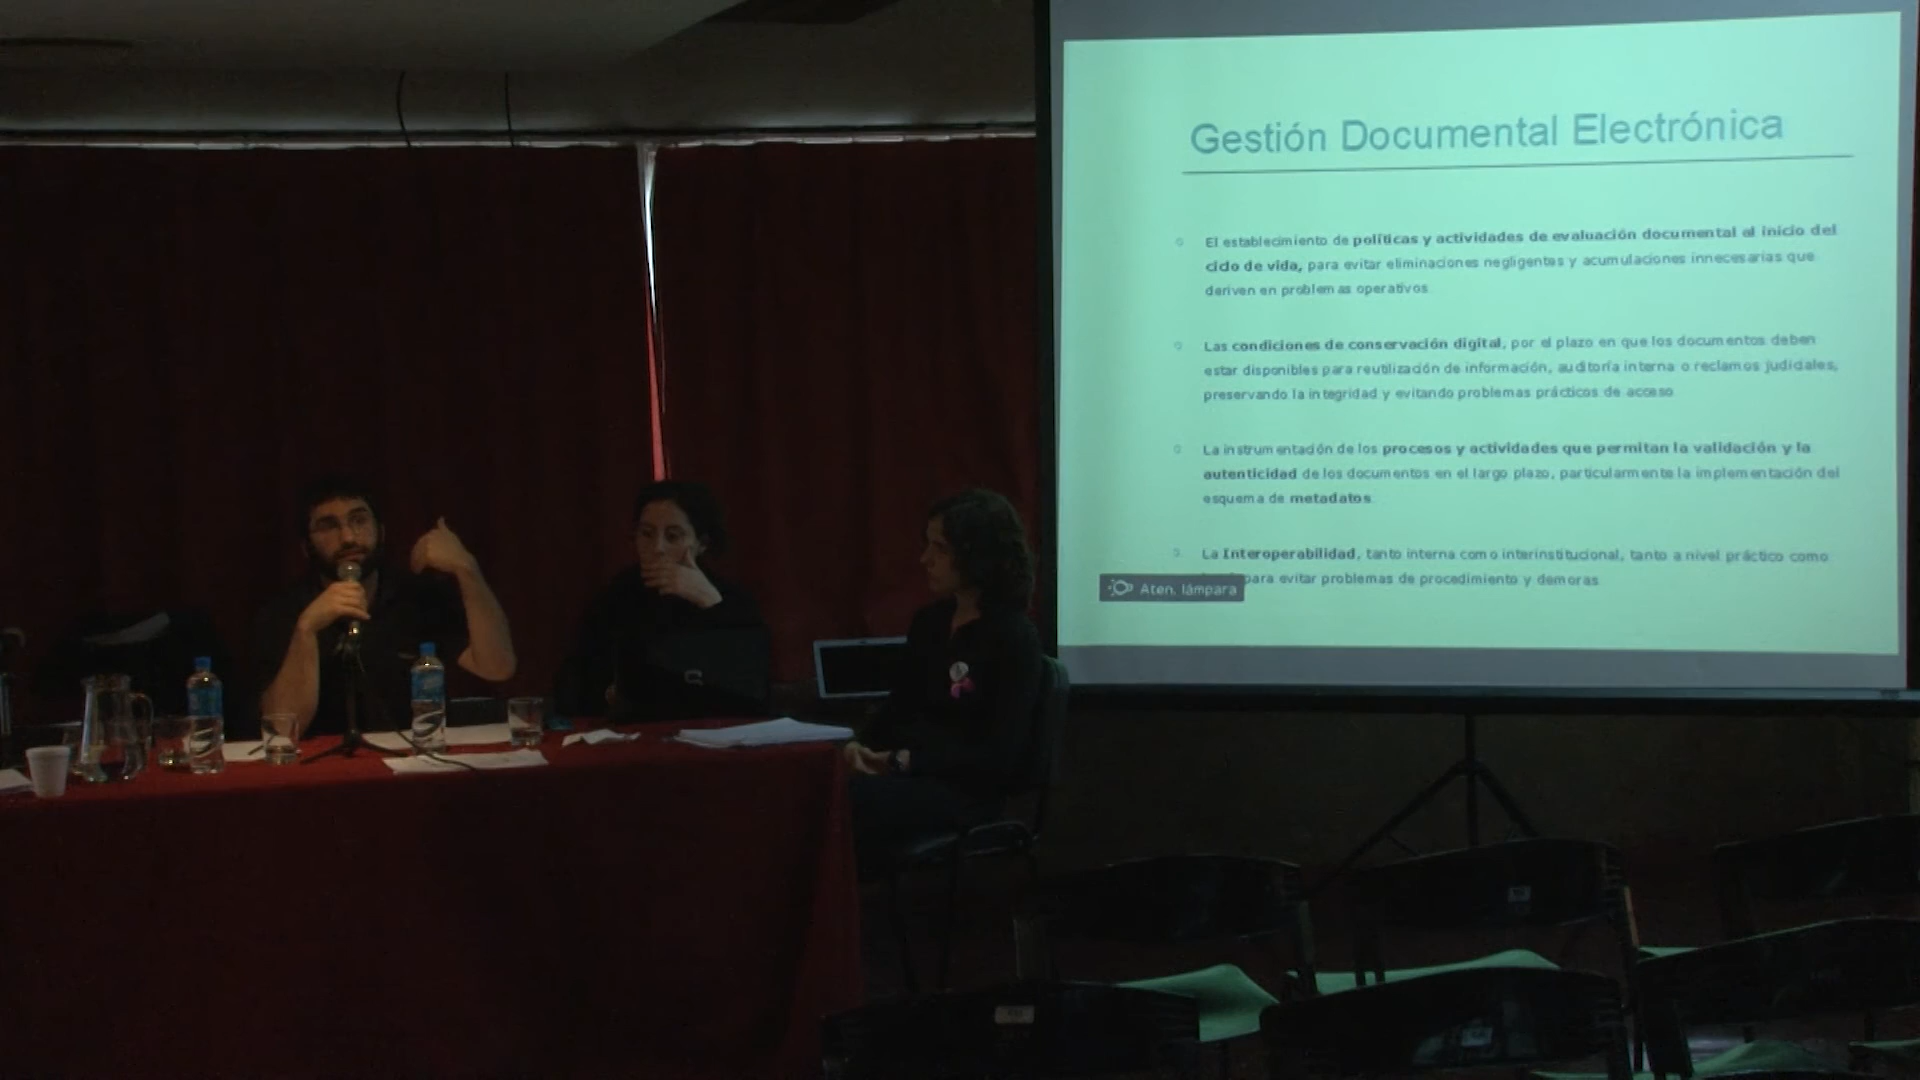 Gestión Documental Electrónica
El establecimiento de políticas y actividades de evaluación documental al inicio del
ciclo de vida, para evitar eliminaciones negligentes y acumulaciones innecesarias que
deriven en problemas operativos
Las condiciones de conservación digital, por el plazo en que los documentos deben
estar disponibles para reutilización de información, auditoría interna o reclamos judiciales,
preservando la integridad y evitando problemas prácticos de acceso
La instrumentación de los procesos y actividades que permitan la validación y la
autenticidad de los documentos en el largo plazo, particularmente la implementación del
esquema de metadatos
La Interoperabilidad, tanto interna como interinstitucional, tanto a nivel práctico como
para evitar problemas de procedimiento y demoras
Aten. lámpara